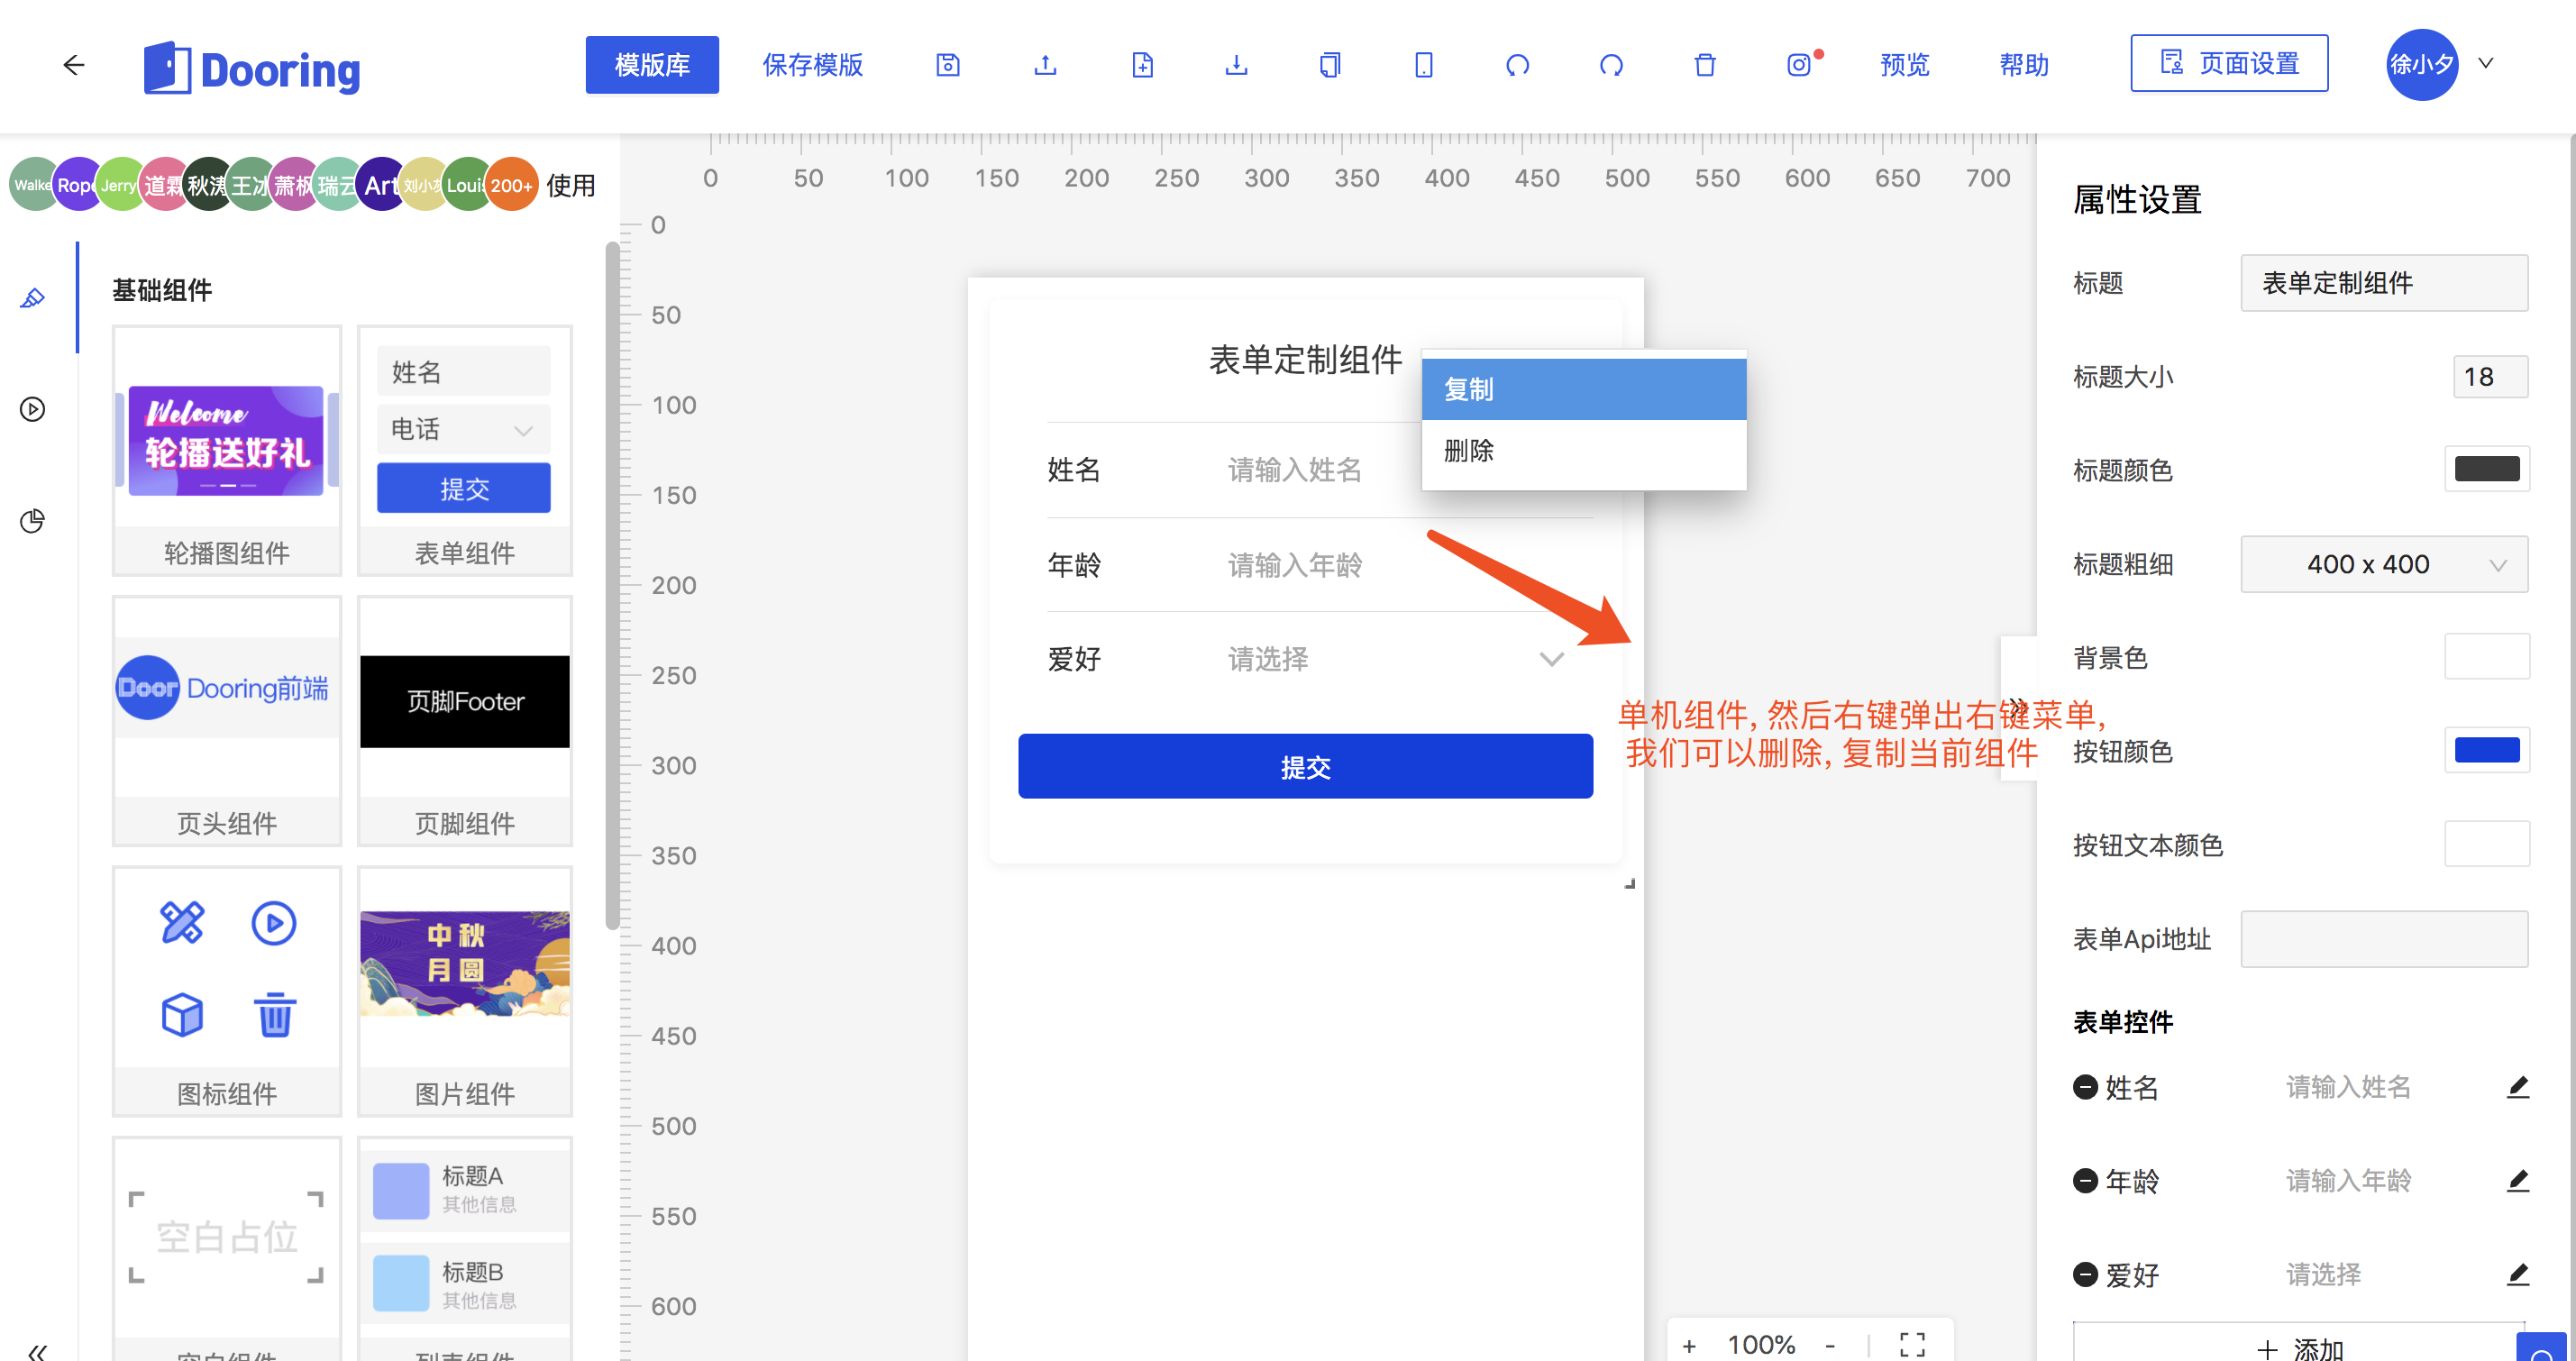 Dooring
模版库
保存模版
预览
帮助
页面设置
徐小夕
Walke
Rope
Jerry
道霖
秋涛
王冰
萧枫
瑞云
Art
刘小
Loui
200+
使用
基础组件
Welcome
轮播送好礼
轮播图组件
姓名
电话
提交
表单组件
Door
Dooring前端
页头组件
页脚Footer
页脚组件
图标组件
中秋
月圆
图片组件
空白占位
标题A
其他信息
标题B
其他信息
空白组件
列表组件
0 50 100 150 200 250 300 350 400 450 500 550 600 650 700
0
50
100
150
200
250
300
350
400
450
500
550
600
表单定制组件
复制
删除
姓名 请输入姓名
年龄 请输入年龄
爱好 请选择
提交
单机组件, 然后右键弹出右键菜单,
我们可以删除, 复制当前组件
+ 100% -
属性设置
标题 表单定制组件
标题大小 18
标题颜色
标题粗细 400 x 400
背景色
按钮颜色
按钮文本颜色
表单Api地址
表单控件
姓名 请输入姓名
年龄 请输入年龄
爱好 请选择
+ 添加